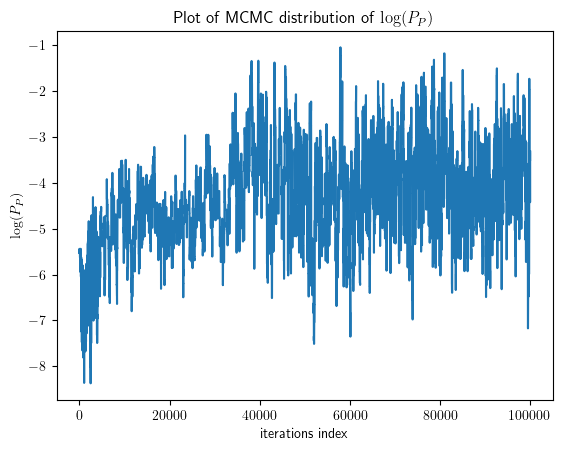 Plot of MCMC distribution of log(P_P)
−1
−2
−3
−4
−5
−6
−7
−8
log(P_P)
0 20000 40000 60000 80000 100000
iterations index